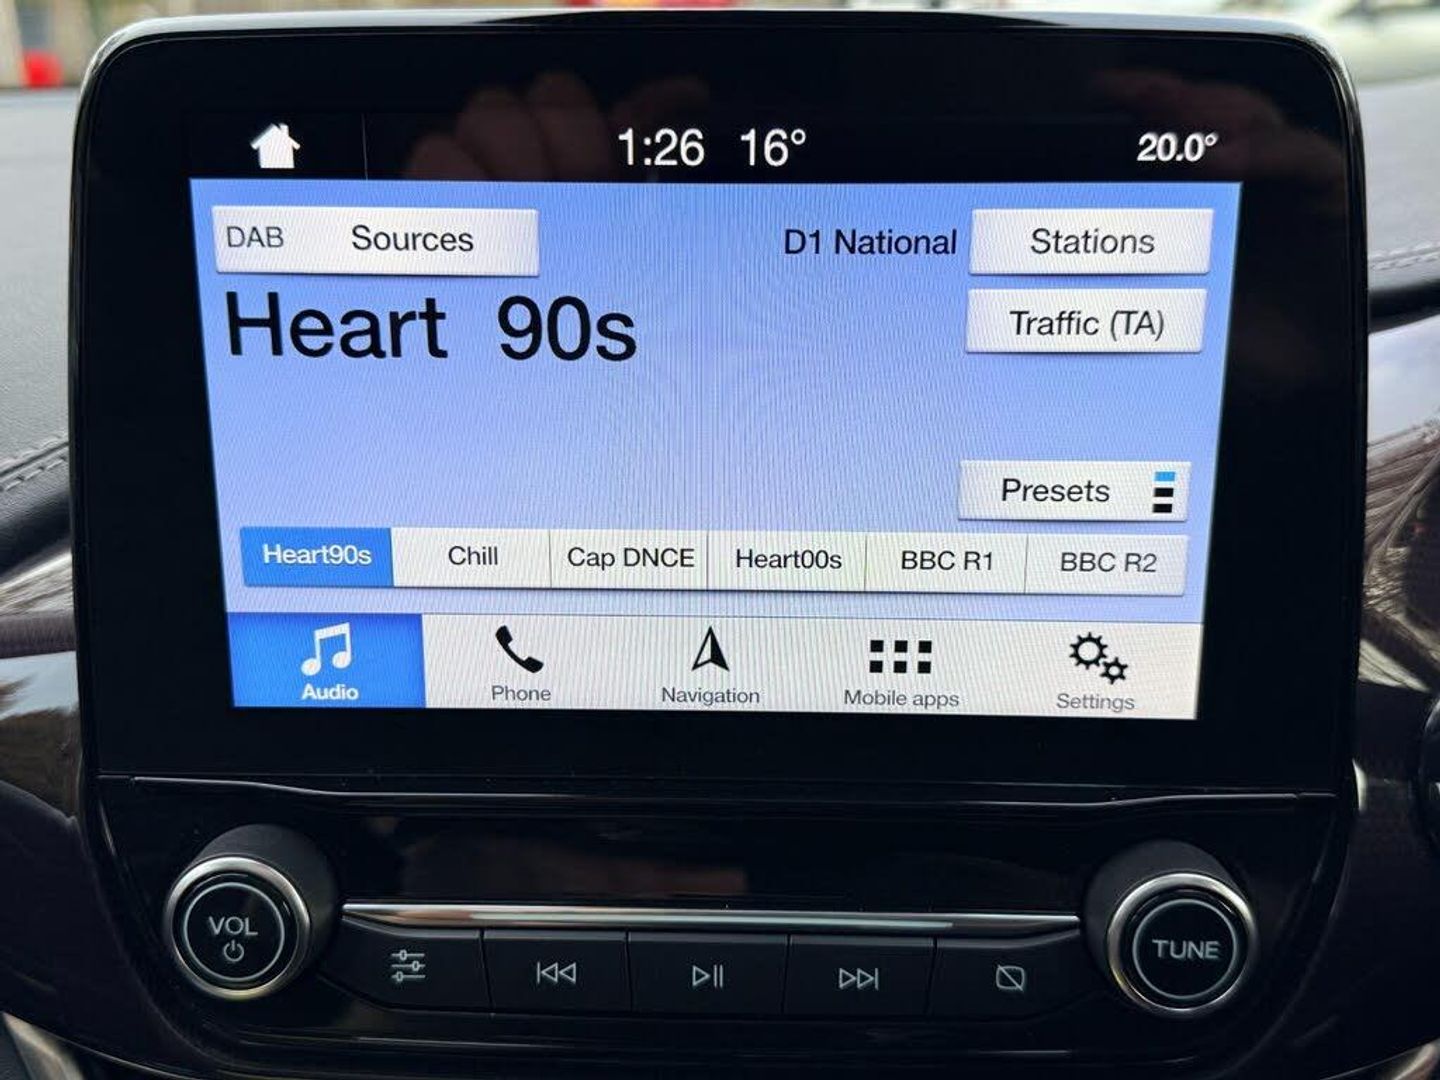 1:26 16° 20.0°
DAB Sources D1 National Stations
Heart 90s
Traffic (TA)
Presets
Heart90s Chill Cap DNCE Heart00s BBC R1 BBC R2
Audio Phone Navigation Mobile apps Settings
VOL
TUNE